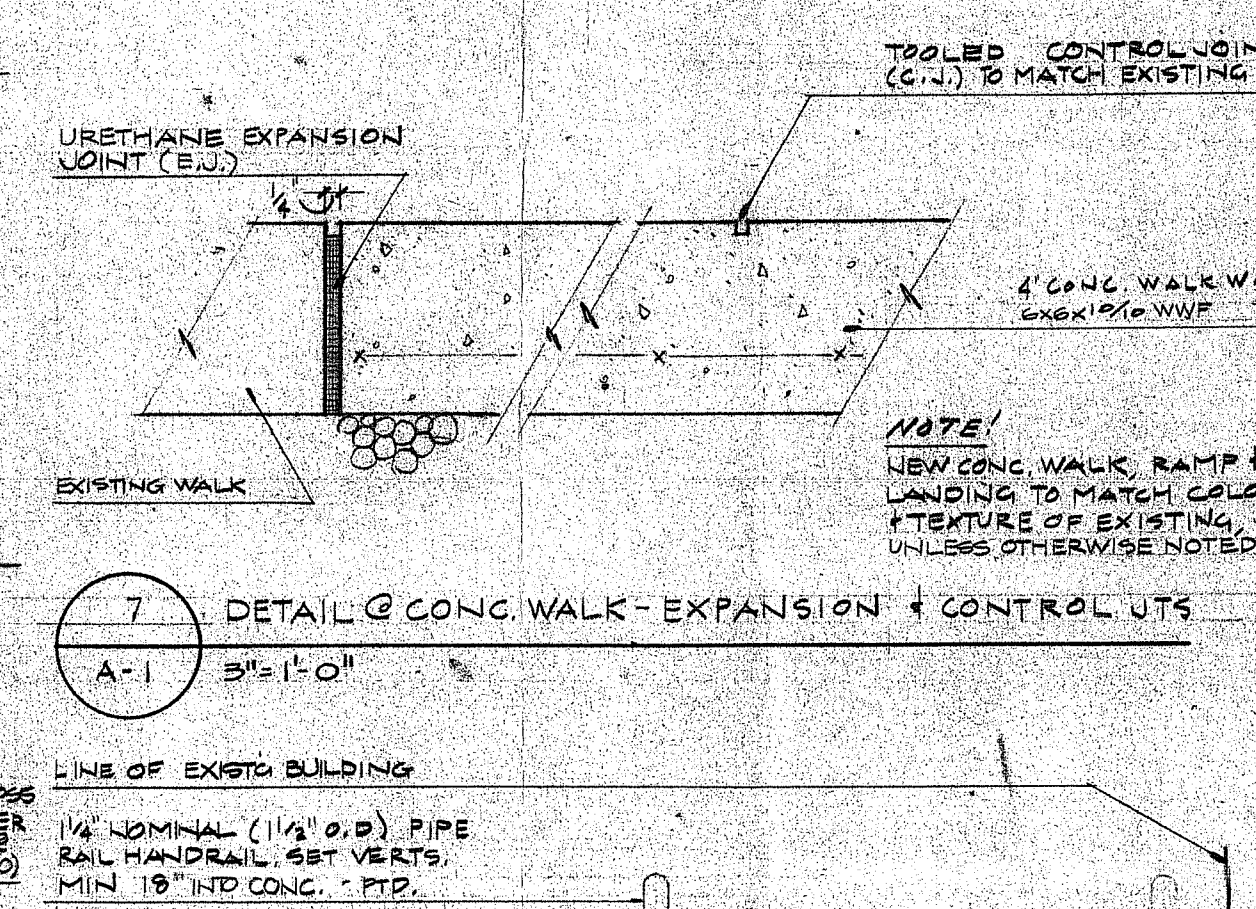 TOOLED CONTROL JOIN
(C.J.) TO MATCH EXISTING
URETHANE EXPANSION
JOINT (E.J.)
1/4"
4" CONC. WALK W
6X6X10/10 WWF
NOTE!
NEW CONC. WALK, RAMP &
LANDING TO MATCH COLO
& TEXTURE OF EXISTING,
UNLESS OTHERWISE NOTED
EXISTING WALK
7
DETAIL @ CONC. WALK - EXPANSION & CONTROL JTS
A-1
3"=1'-0"
LINE OF EXIST'G BUILDING
1 1/4" NOMINAL (1 1/2" O.D) PIPE
RAIL HANDRAIL, SET VERTS.
MIN 18" INTO CONC. - PTD.